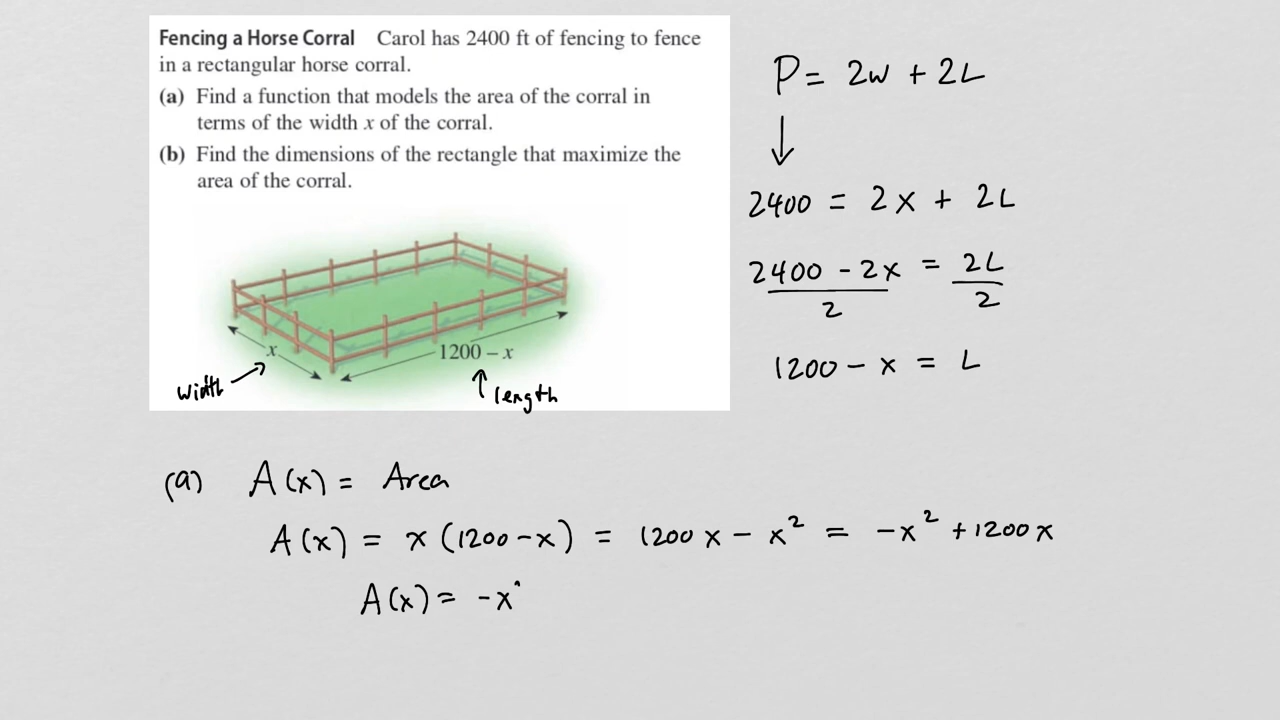 Fencing a Horse Corral Carol has 2400 ft of fencing to fence
in a rectangular horse corral.
(a) Find a function that models the area of the corral in
terms of the width x of the corral.
(b) Find the dimensions of the rectangle that maximize the
area of the corral.
x
1200 – x
width
length
P = 2w + 2L
2400 = 2x + 2L
2400 - 2x = 2L
2 2
1200 - x = L
(a) A(x) = Area
A(x) = x(1200-x) = 1200x - x² = -x² + 1200x
A(x) = -x